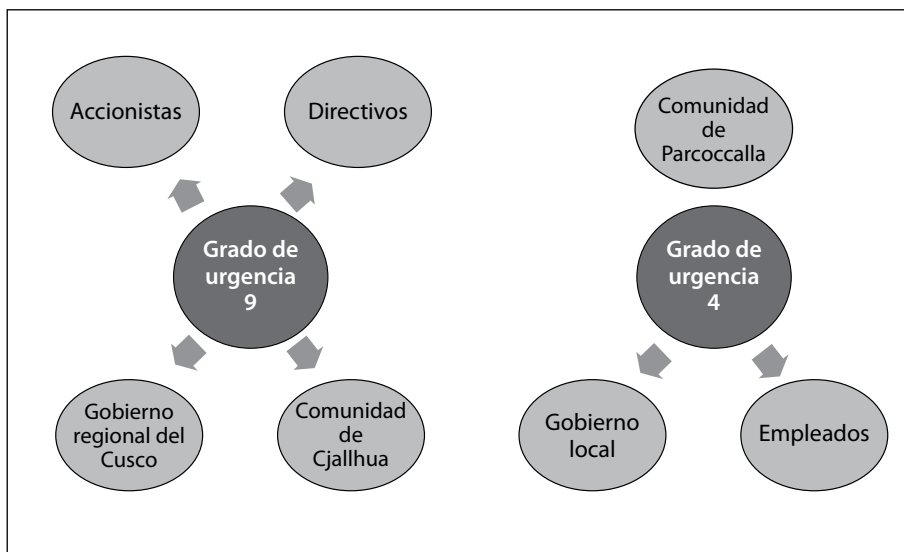 Accionistas
Directivos
Grado de
urgencia
9
Gobierno
regional del
Cusco
Comunidad
de
Cjallhua
Comunidad
de
Parcoccalla
Grado de
urgencia
4
Gobierno
local
Empleados